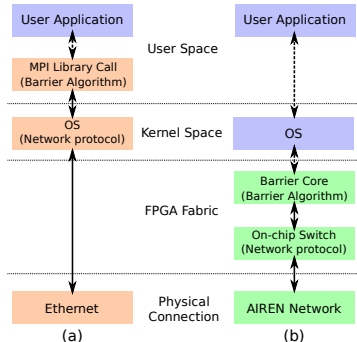 User Application
User Application
User Space
MPI Library Call
(Barrier Algorithm)
OS
(Network protocol)
Kernel Space
OS
Barrier Core
(Barrier Algorithm)
FPGA Fabric
On-chip Switch
(Network protocol)
Ethernet
Physical
Connection
AIREN Network
(a)
(b)